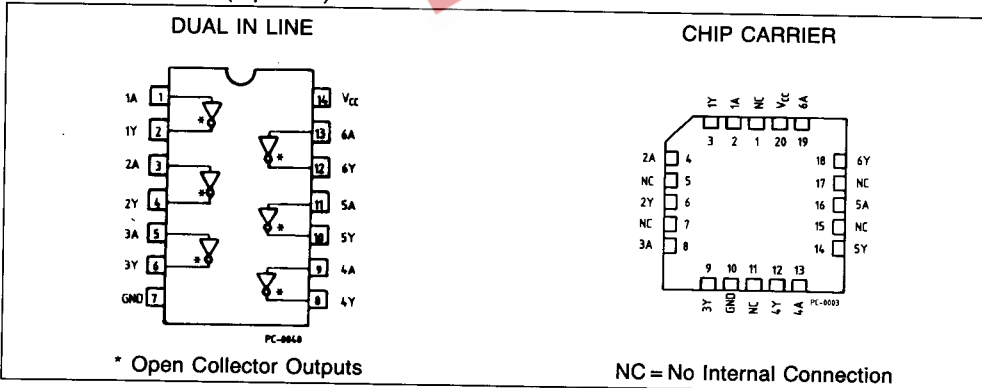 DUAL IN LINE
1A 1
1Y 2
2A 3
2Y 4
3A 5
3Y 6
GND 7
14 VCC
13 6A
12 6Y
11 5A
10 5Y
9 4A
8 4Y
*
*
*
*
*
*
PC-0040
* Open Collector Outputs
CHIP CARRIER
1Y 1A NC VCC 6A
3 2 1 20 19
2A 4
NC 5
2Y 6
NC 7
3A 8
18 6Y
17 NC
16 5A
15 NC
14 5Y
9 10 11 12 13
3Y GND NC 4Y 4A
PC-0003
NC = No Internal Connection